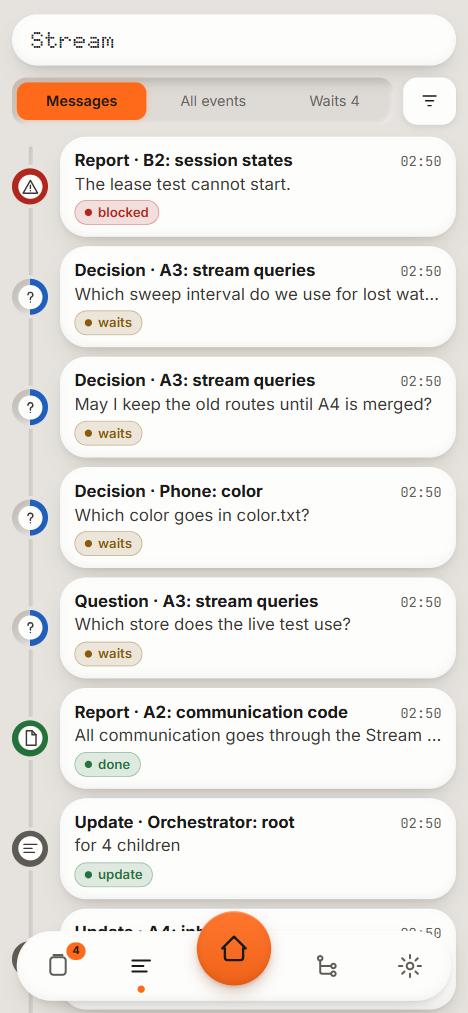 Stream
Messages
All events
Waits 4
Report · B2: session states
02:50
The lease test cannot start.
blocked
Decision · A3: stream queries
02:50
Which sweep interval do we use for lost wat...
waits
Decision · A3: stream queries
02:50
May I keep the old routes until A4 is merged?
waits
Decision · Phone: color
02:50
Which color goes in color.txt?
waits
Question · A3: stream queries
02:50
Which store does the live test use?
waits
Report · A2: communication code
02:50
All communication goes through the Stream ...
done
Update · Orchestrator: root
02:50
for 4 children
update
Update · A4:
02:50
4